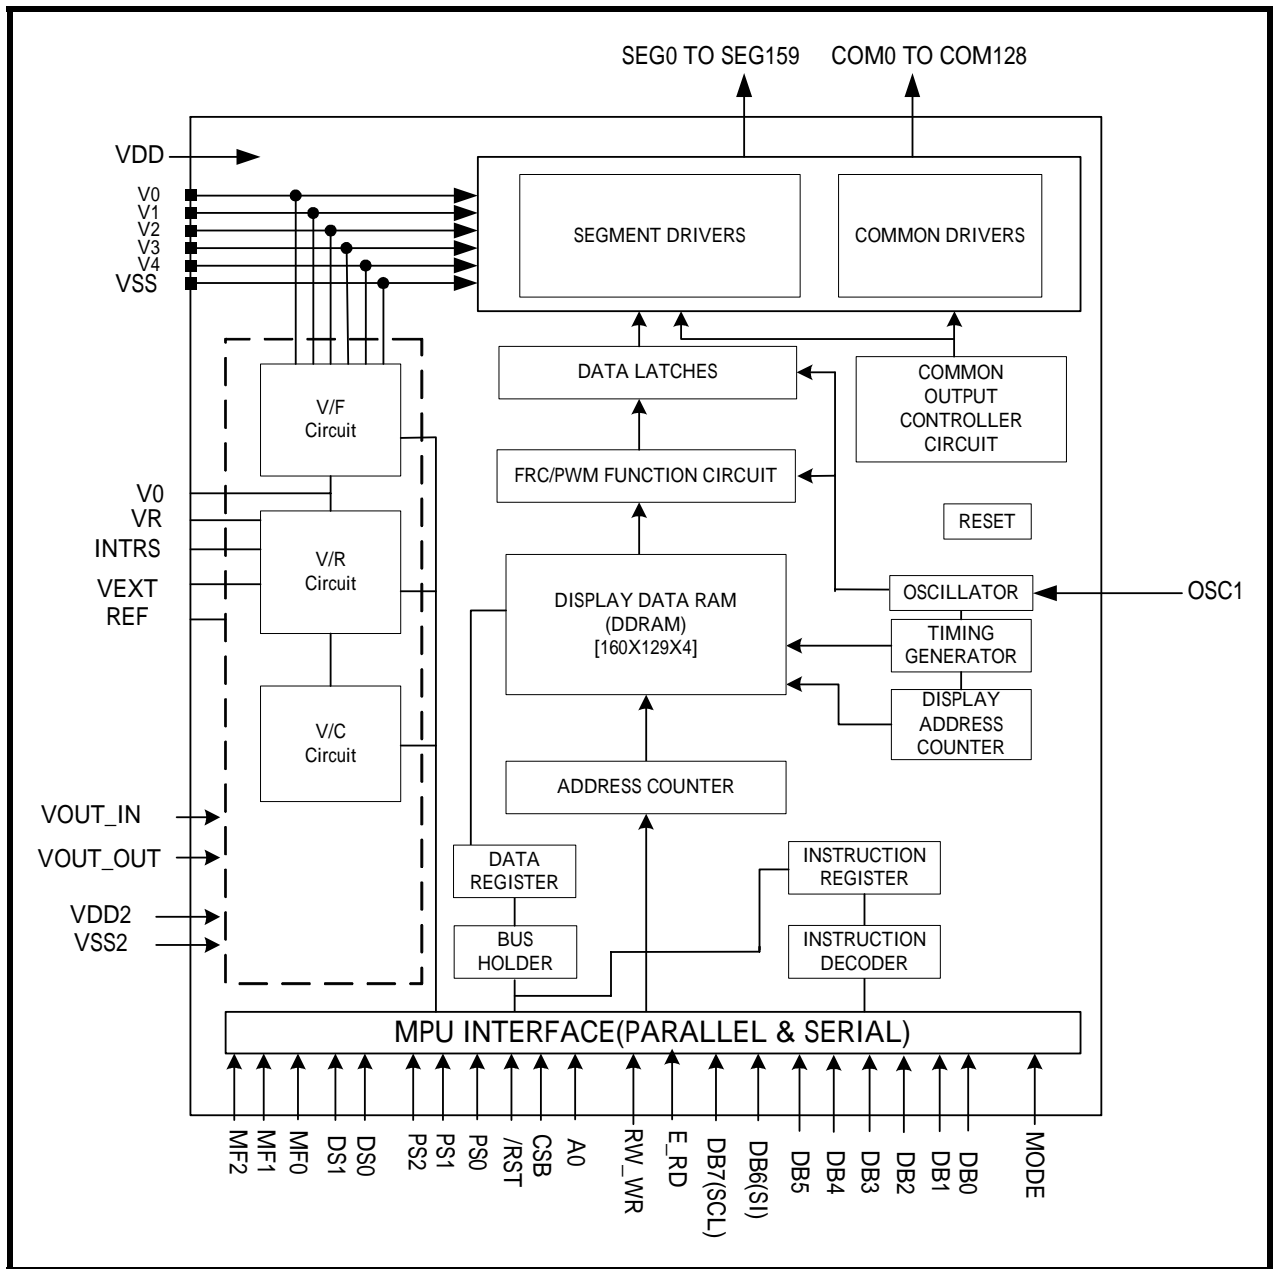 SEG0 TO SEG159
COM0 TO COM128
VDD
V0
V1
V2
V3
V4
VSS
SEGMENT DRIVERS
COMMON DRIVERS
DATA LATCHES
COMMON
OUTPUT
CONTROLLER
CIRCUIT
V/F
Circuit
FRC/PWM FUNCTION CIRCUIT
V0
VR
INTRS
VEXT
REF
V/R
Circuit
RESET
DISPLAY DATA RAM
(DDRAM)
[160X129X4]
OSCILLATOR
OSC1
TIMING
GENERATOR
DISPLAY
ADDRESS
COUNTER
V/C
Circuit
ADDRESS COUNTER
VOUT_IN
VOUT_OUT
VDD2
VSS2
DATA
REGISTER
INSTRUCTION
REGISTER
BUS
HOLDER
INSTRUCTION
DECODER
MPU INTERFACE(PARALLEL & SERIAL)
MF2
MF1
MF0
DS1
DS0
PS2
PS1
PS0
/RST
CSB
A0
RW_WR
E_RD
DB7(SCL)
DB6(SI)
DB5
DB4
DB3
DB2
DB1
DB0
MODE